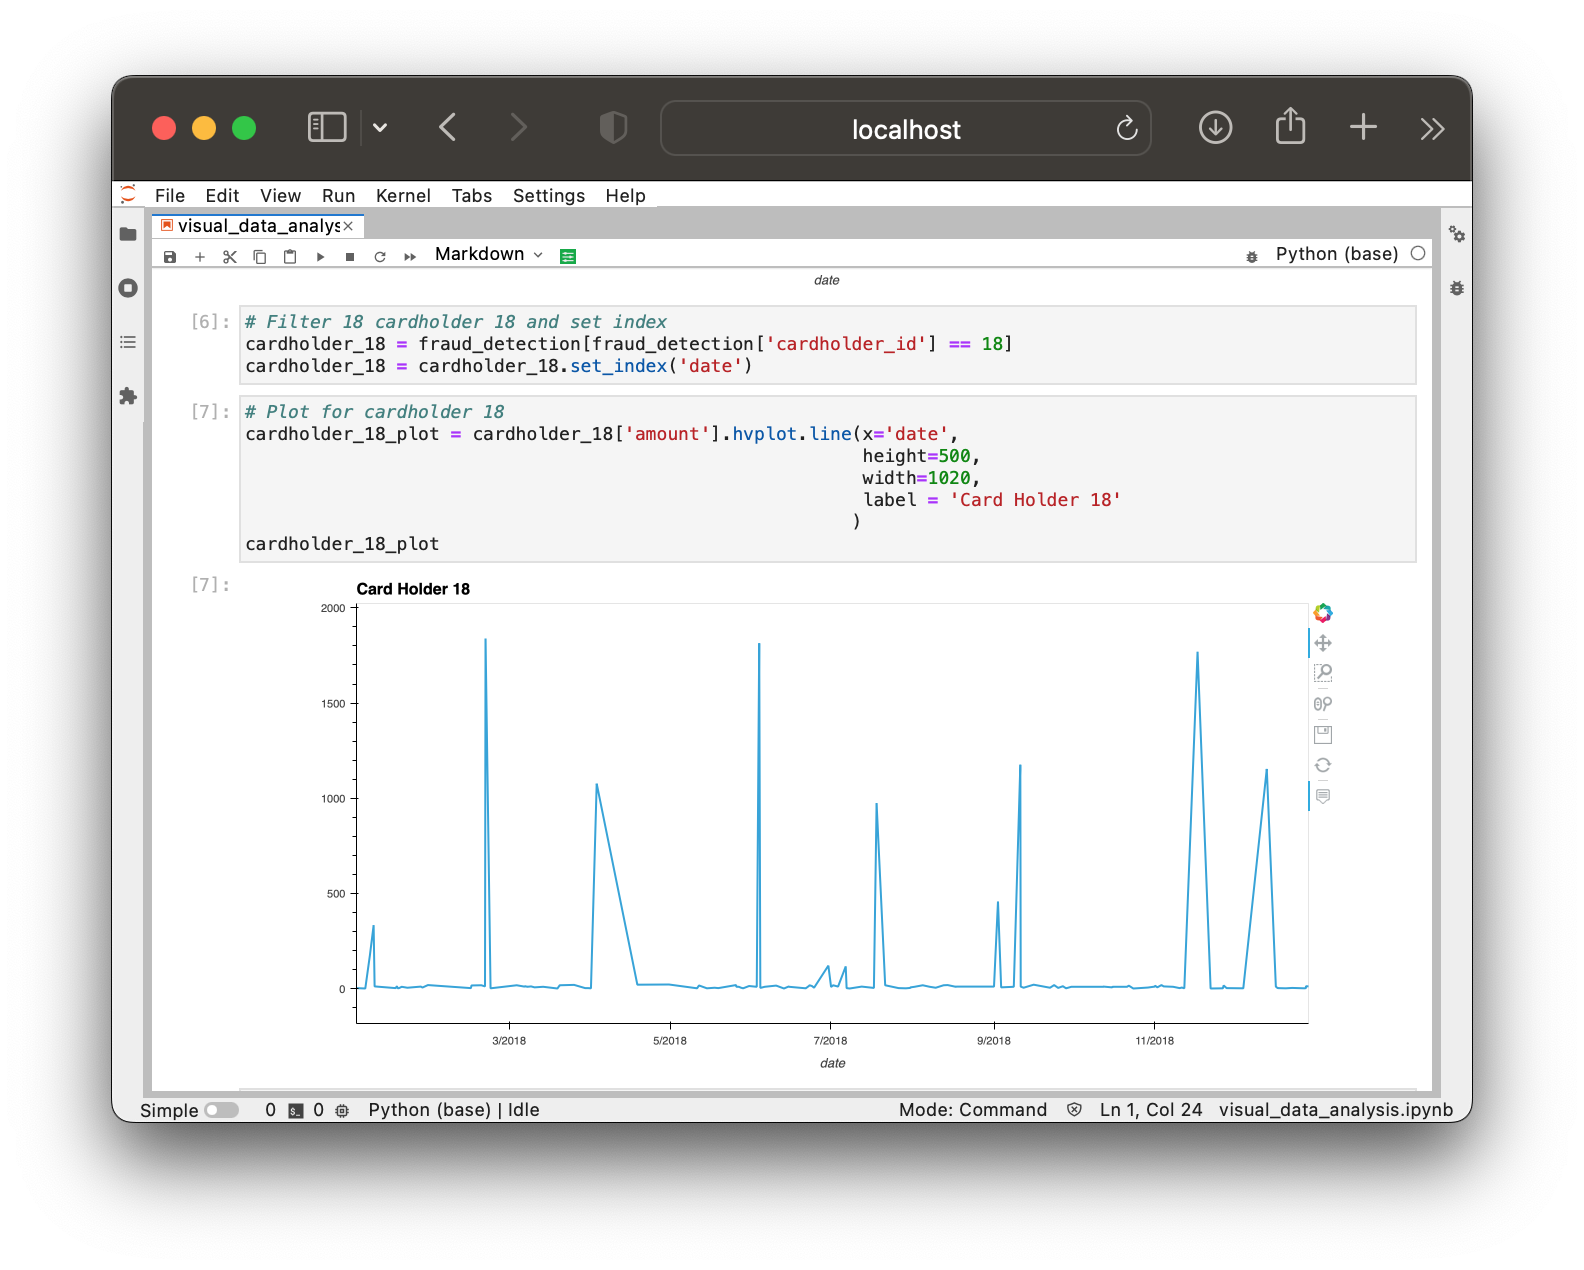 localhost
File Edit View Run Kernel Tabs Settings Help
visual_data_analys
Markdown
Python (base)
date
[6]:
# Filter 18 cardholder 18 and set index
cardholder_18 = fraud_detection[fraud_detection['cardholder_id'] == 18]
cardholder_18 = cardholder_18.set_index('date')
[7]:
# Plot for cardholder 18
cardholder_18_plot = cardholder_18['amount'].hvplot.line(x='date',
height=500,
width=1020,
label = 'Card Holder 18'
)
cardholder_18_plot
[7]:
Card Holder 18
2000
1500
1000
500
0
3/2018 5/2018 7/2018 9/2018 11/2018
date
Simple 0 $_ 0 Python (base) | Idle Mode: Command Ln 1, Col 24 visual_data_analysis.ipynb